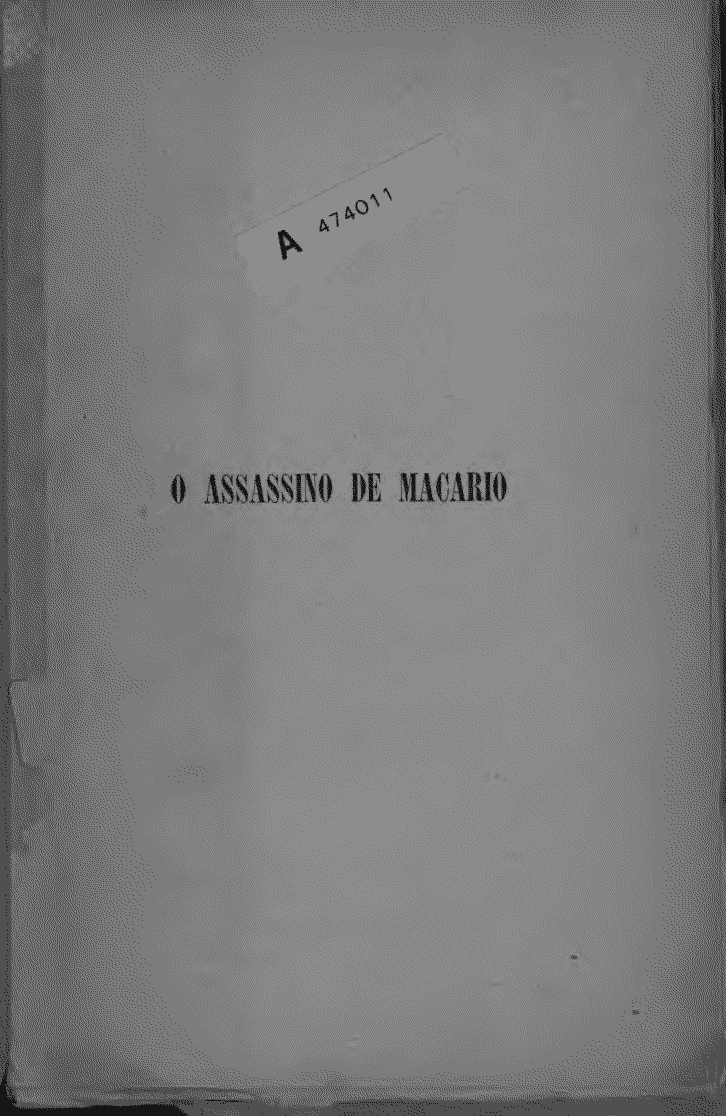 A 474011
O ASSASSINO DE MACARIO